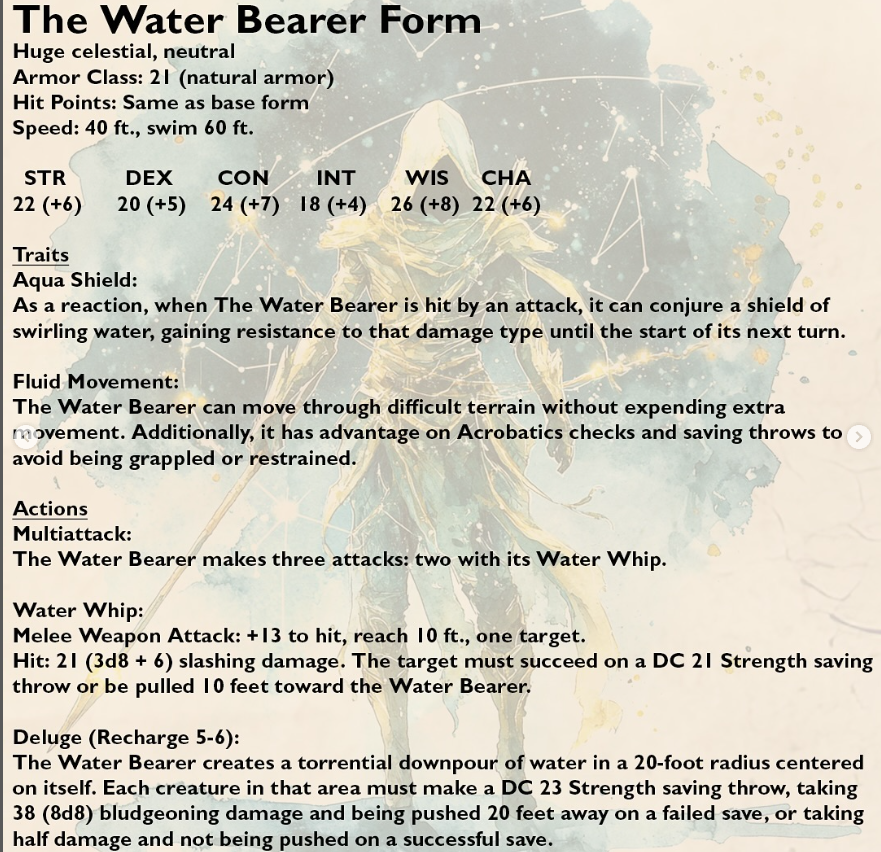 The Water Bearer Form
Huge celestial, neutral
Armor Class: 21 (natural armor)
Hit Points: Same as base form
Speed: 40 ft., swim 60 ft.
STR DEX CON INT WIS CHA
22 (+6) 20 (+5) 24 (+7) 18 (+4) 26 (+8) 22 (+6)
Traits
Aqua Shield:
As a reaction, when The Water Bearer is hit by an attack, it can conjure a shield of
swirling water, gaining resistance to that damage type until the start of its next turn.
Fluid Movement:
The Water Bearer can move through difficult terrain without expending extra
movement. Additionally, it has advantage on Acrobatics checks and saving throws to
avoid being grappled or restrained.
Actions
Multiattack:
The Water Bearer makes three attacks: two with its Water Whip.
Water Whip:
Melee Weapon Attack: +13 to hit, reach 10 ft., one target.
Hit: 21 (3d8 + 6) slashing damage. The target must succeed on a DC 21 Strength saving
throw or be pulled 10 feet toward the Water Bearer.
Deluge (Recharge 5-6):
The Water Bearer creates a torrential downpour of water in a 20-foot radius centered
on itself. Each creature in that area must make a DC 23 Strength saving throw, taking
38 (8d8) bludgeoning damage and being pushed 20 feet away on a failed save, or taking
half damage and not being pushed on a successful save.